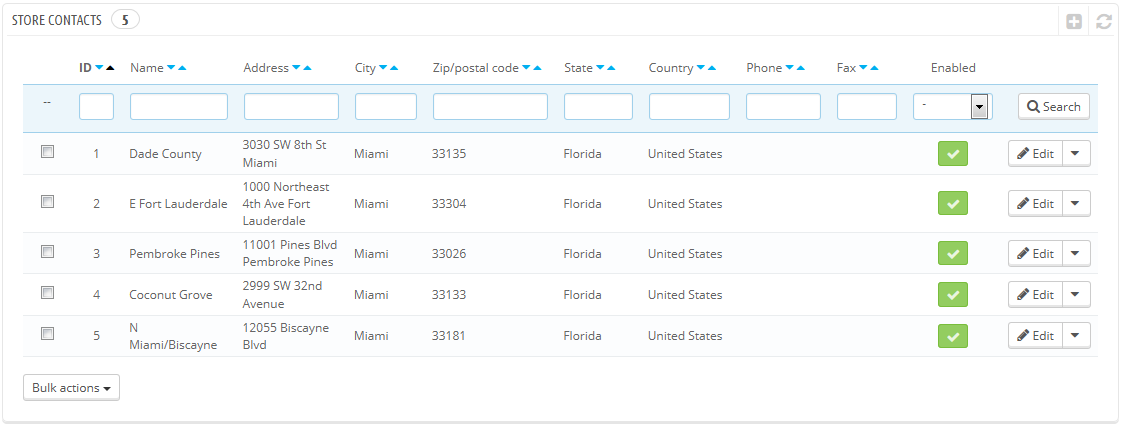 STORE CONTACTS 5
ID Name Address City Zip/postal code State Country Phone Fax Enabled
-- - Search
1 Dade County 3030 SW 8th St Miami Miami 33135 Florida United States Edit
2 E Fort Lauderdale 1000 Northeast 4th Ave Fort Lauderdale Miami 33304 Florida United States Edit
3 Pembroke Pines 11001 Pines Blvd Pembroke Pines Miami 33026 Florida United States Edit
4 Coconut Grove 2999 SW 32nd Avenue Miami 33133 Florida United States Edit
5 N Miami/Biscayne 12055 Biscayne Blvd Miami 33181 Florida United States Edit
Bulk actions